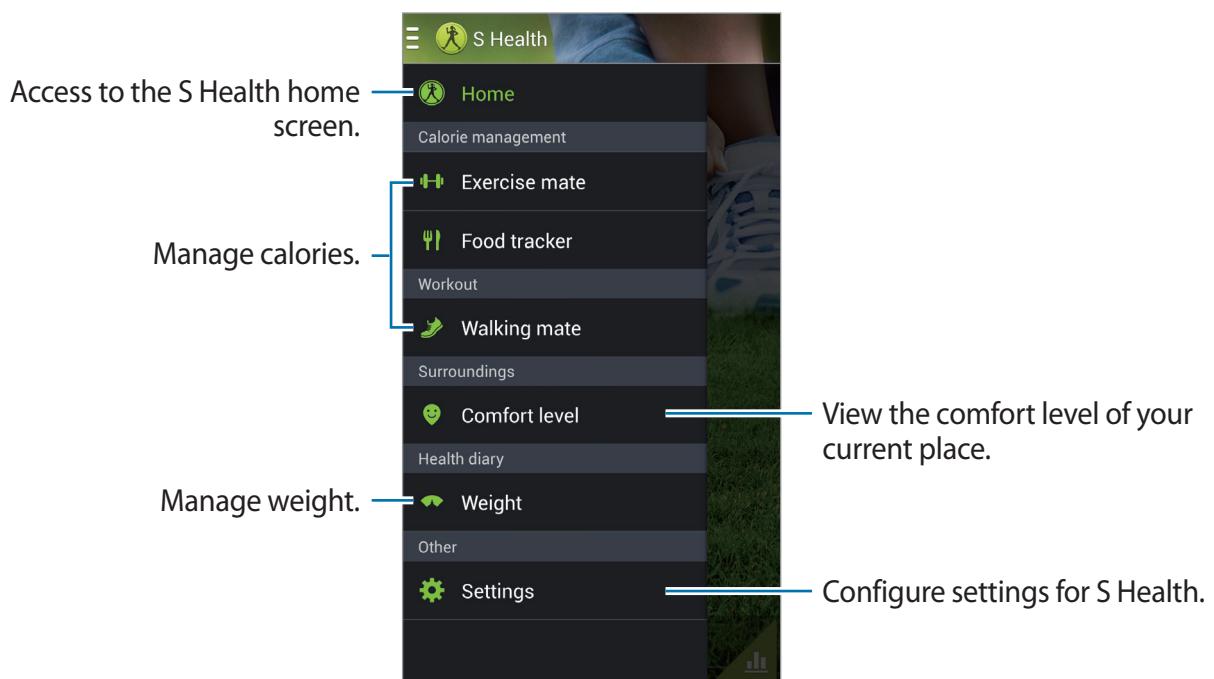 S Health
Access to the S Health home
screen.
Home
Calorie management
Exercise mate
Manage calories.
Food tracker
Workout
Walking mate
Surroundings
Comfort level
View the comfort level of your
current place.
Health diary
Manage weight.
Weight
Other
Settings
Configure settings for S Health.